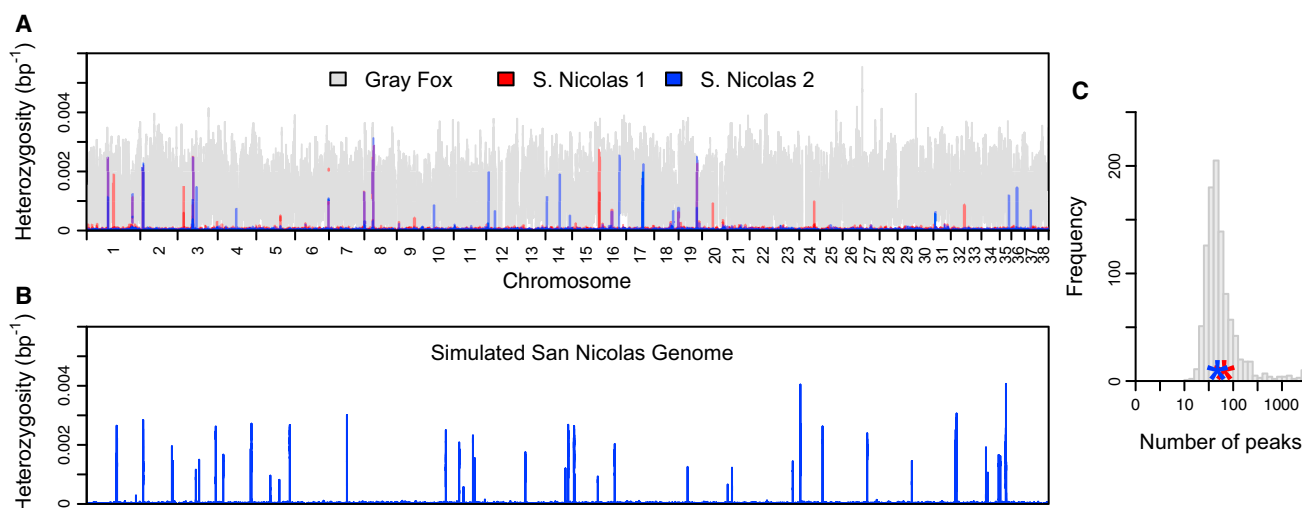 A
Heterozygosity (bp-1)
0.004
0.002
0
Gray Fox
S. Nicolas 1
S. Nicolas 2
1 2 3 4 5 6 7 8 9 10 11 12 13 14 15 16 17 18 19 20 21 22 23 24 25 26 27 28 29 30 31 32 33 34 35 36 37 38
Chromosome
B
Heterozygosity (bp-1)
0.004
0.002
0
Simulated San Nicolas Genome
C
Frequency
200
100
0
0 10 100 1000
Number of peaks